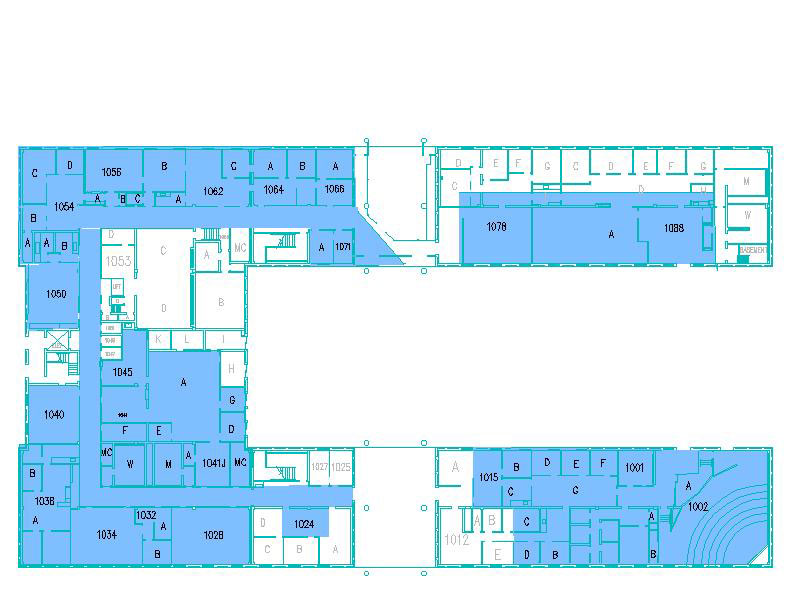 D E F G C D E F G
C D 1056 B C A B A
C D U M
1054 A B C A 1062 1064 1066
B W
1078 A 1088
D C MC
A A B A 1071
1053 A BASEMENT
1050 LIFT B
D
K L I
1045 A H
G
1040 F E D
MC A
W M 1041J MC
A 1015 B D E F 1001
B 1027 1025
1038 C G A
1002
1032 D 1024 A B C A
A 1034 A 1028
1012
B C B A E D B B